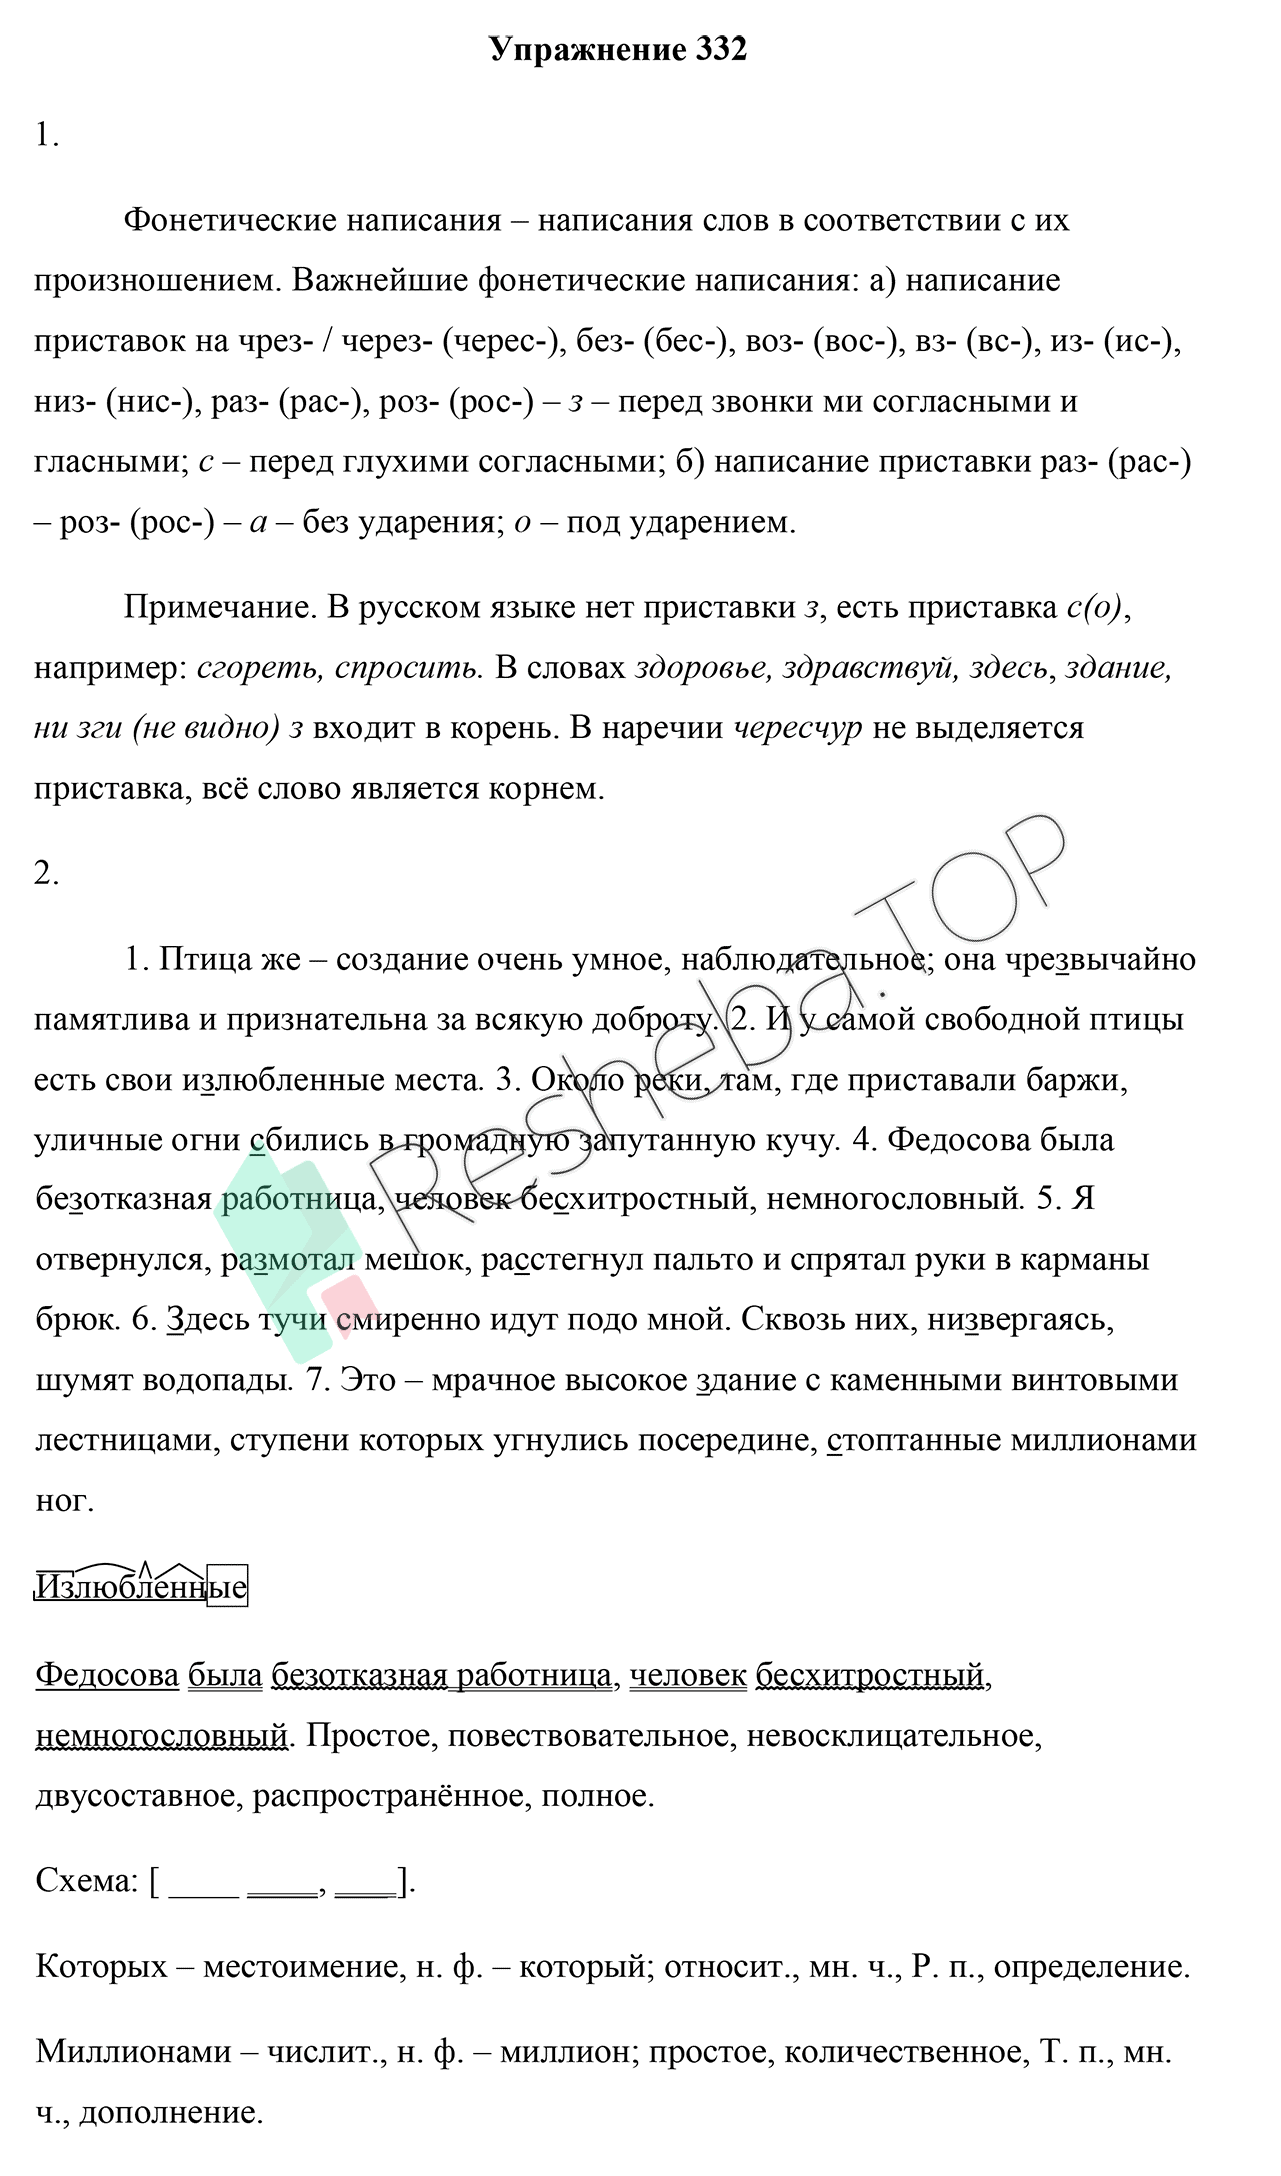 Упражнение 332
1.
Фонетические написания – написания слов в соответствии с их
произношением. Важнейшие фонетические написания: а) написание
приставок на чрез- / через- (черес-), без- (бес-), воз- (вос-), вз- (вс-), из- (ис-),
низ- (нис-), раз- (рас-), роз- (рос-) – з – перед звонки ми согласными и
гласными; с – перед глухими согласными; б) написание приставки раз- (рас-)
– роз- (рос-) – а – без ударения; о – под ударением.
Примечание. В русском языке нет приставки з, есть приставка с(о),
например: сгореть, спросить. В словах здоровье, здравствуй, здесь, здание,
ни зги (не видно) з входит в корень. В наречии чересчур не выделяется
приставка, всё слово является корнем.
2.
1. Птица же – создание очень умное, наблюдательное; она чрезвычайно
памятлива и признательна за всякую доброту. 2. И у самой свободной птицы
есть свои излюбленные места. 3. Около реки, там, где приставали баржи,
уличные огни сбились в громадную запутанную кучу. 4. Федосова была
безотказная работница, человек бесхитростный, немногословный. 5. Я
отвернулся, размотал мешок, расстегнул пальто и спрятал руки в карманы
брюк. 6. Здесь тучи смиренно идут подо мной. Сквозь них, низвергаясь,
шумят водопады. 7. Это – мрачное высокое здание с каменными винтовыми
лестницами, ступени которых угнулись посередине, стоптанные миллионами
ног.
Resheba.TOP
Излюбленные
Федосова была безотказная работница, человек бесхитростный,
немногословный. Простое, повествовательное, невосклицательное,
двусоставное, распространённое, полное.
Схема: [ ____ ____, ____].
Которых – местоимение, н. ф. – который; относит., мн. ч., Р. п., определение.
Миллионами – числит., н. ф. – миллион; простое, количественное, Т. п., мн.
ч., дополнение.